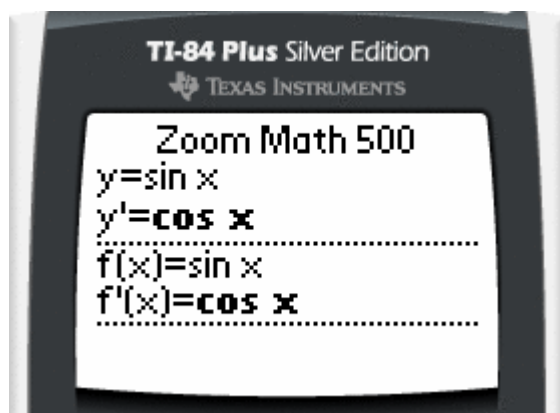 TI-84 Plus Silver Edition
TEXAS INSTRUMENTS
Zoom Math 500
y=sin x
y'=cos x
f(x)=sin x
f'(x)=cos x